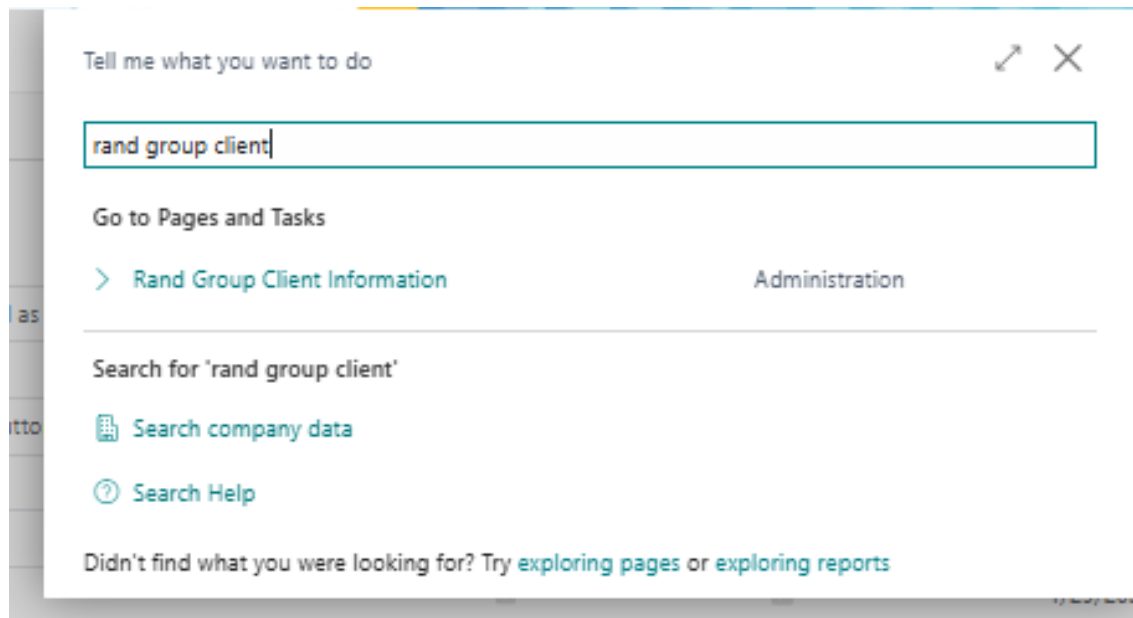 Tell me what you want to do
rand group client
Go to Pages and Tasks
Rand Group Client Information Administration
as
Search for 'rand group client'
Search company data
utto
Search Help
Didn't find what you were looking for? Try exploring pages or exploring reports